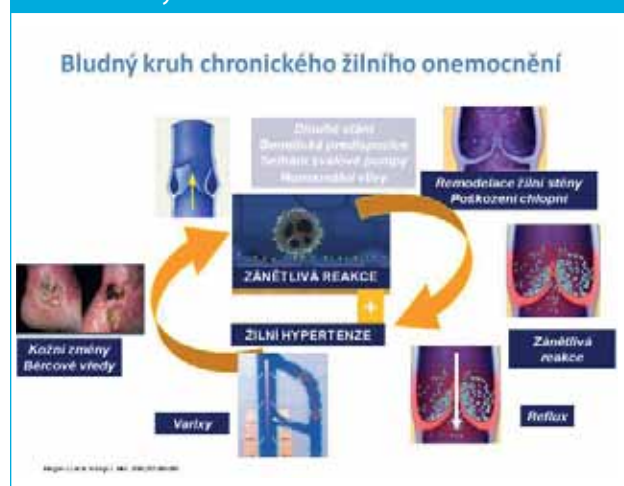 Bludný kruh chronického žilního onemocnění
Dlouhé stání
Genetická predispozice
Selhání svalové pumpy
Hormonální vlivy
Remodelace žilní stěny
Poškození chlopní
ZÁNĚTLIVÁ REAKCE
+
ŽILNÍ HYPERTENZE
Kožní změny
Bércové vředy
Zánětlivá
reakce
Varixy
Reflux